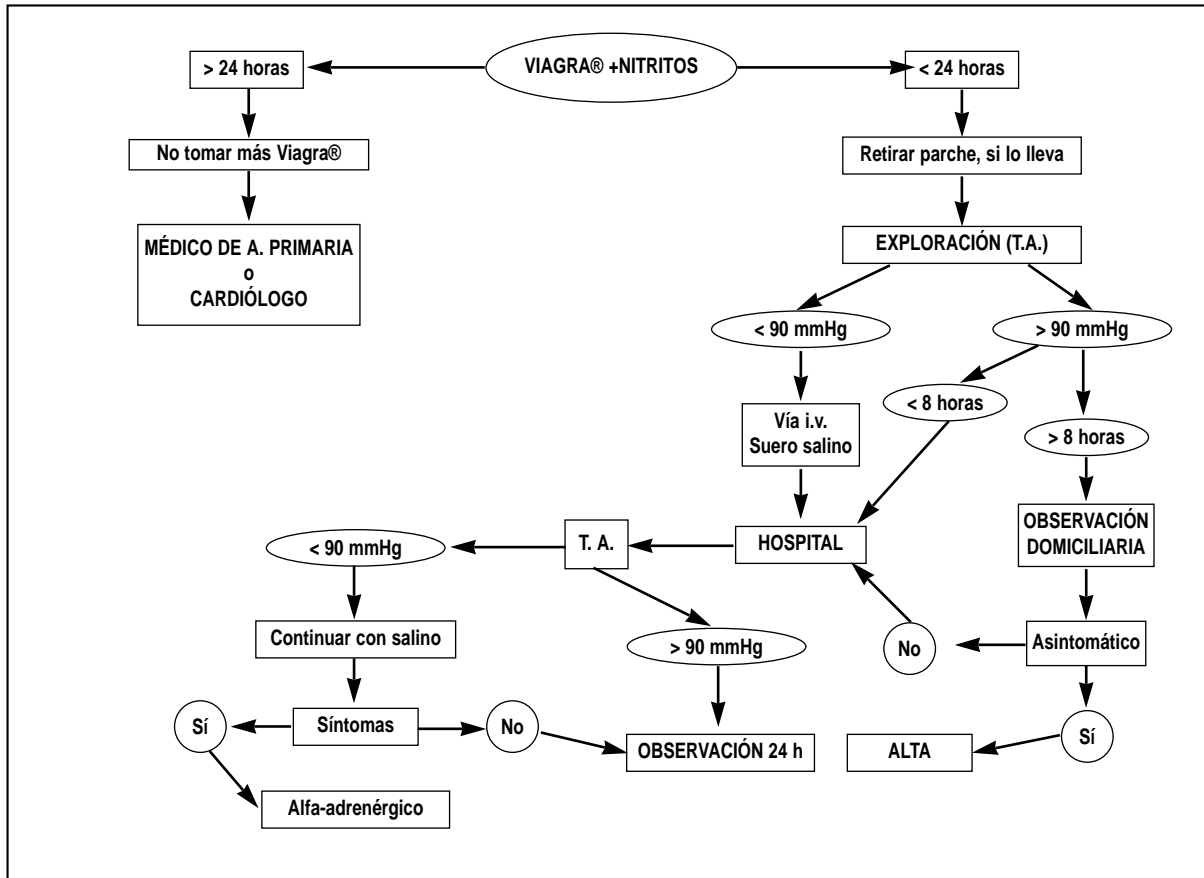 VIAGRA® +NITRITOS
> 24 horas
< 24 horas
No tomar más Viagra®
Retirar parche, si lo lleva
MÉDICO DE A. PRIMARIA
o
CARDIÓLOGO
EXPLORACIÓN (T.A.)
< 90 mmHg
> 90 mmHg
< 8 horas
Vía i.v.
Suero salino
> 8 horas
OBSERVACIÓN
DOMICILIARIA
HOSPITAL
T. A.
< 90 mmHg
Continuar con salino
> 90 mmHg
No
Asintomático
Sí
Síntomas
No
OBSERVACIÓN 24 h
ALTA
Sí
Alfa-adrenérgico